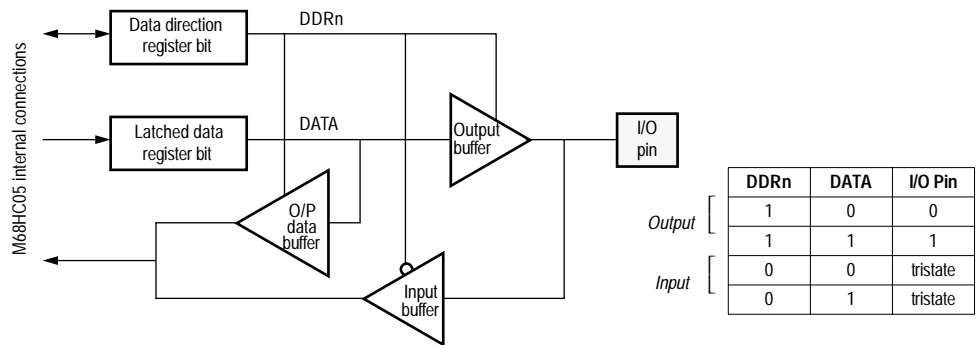 M68HC05 internal connections
Data direction
register bit
DDRn
Latched data
register bit
DATA
Output
buffer
I/O
pin
O/P
data
buffer
Input
buffer
DDRn DATA I/O Pin
Output
1 0 0
1 1 1
Input
0 0 tristate
0 1 tristate